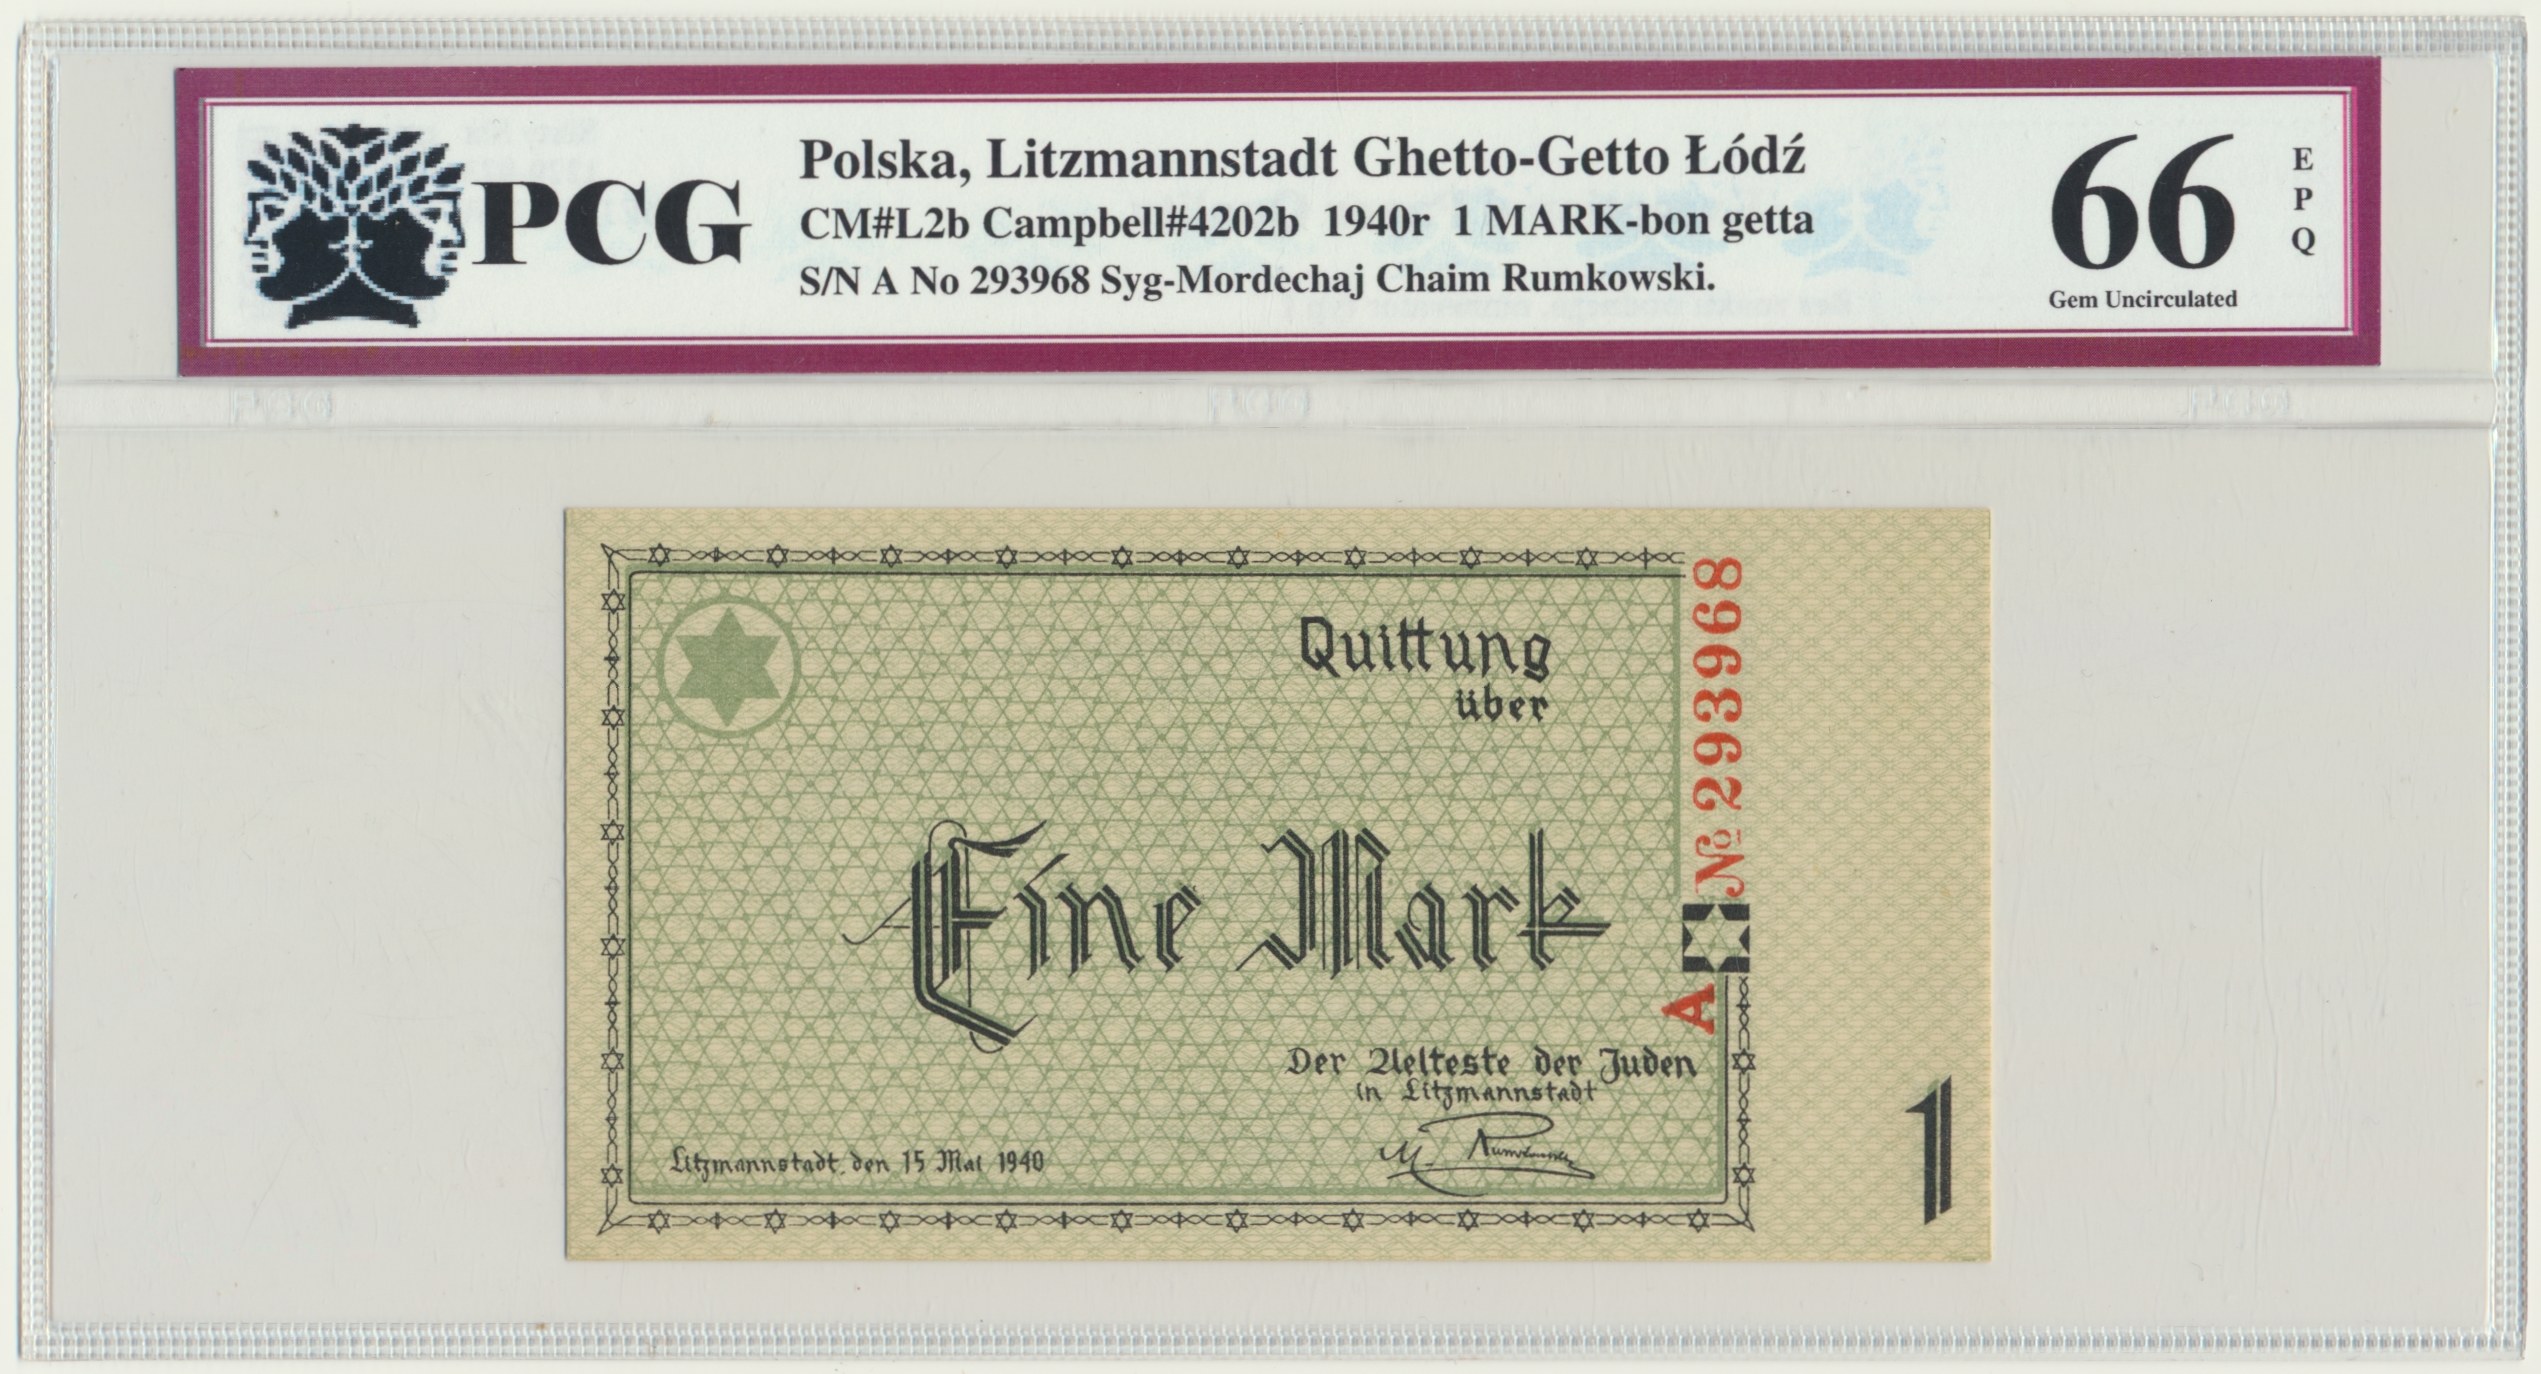 PCG
Polska, Litzmannstadt Ghetto-Getto Łódź
CM#L2b Campbell#4202b 1940r 1 MARK-bon getta
S/N A No 293968 Syg-Mordechaj Chaim Rumkowski.
66
EPQ
Gem Uncirculated
Quittung
über
Eine Mark
A № 293968
Der Aelteste der Juden
in Litzmannstadt
Litzmannstadt, den 15 Mai 1940
M. Rumkowski
1